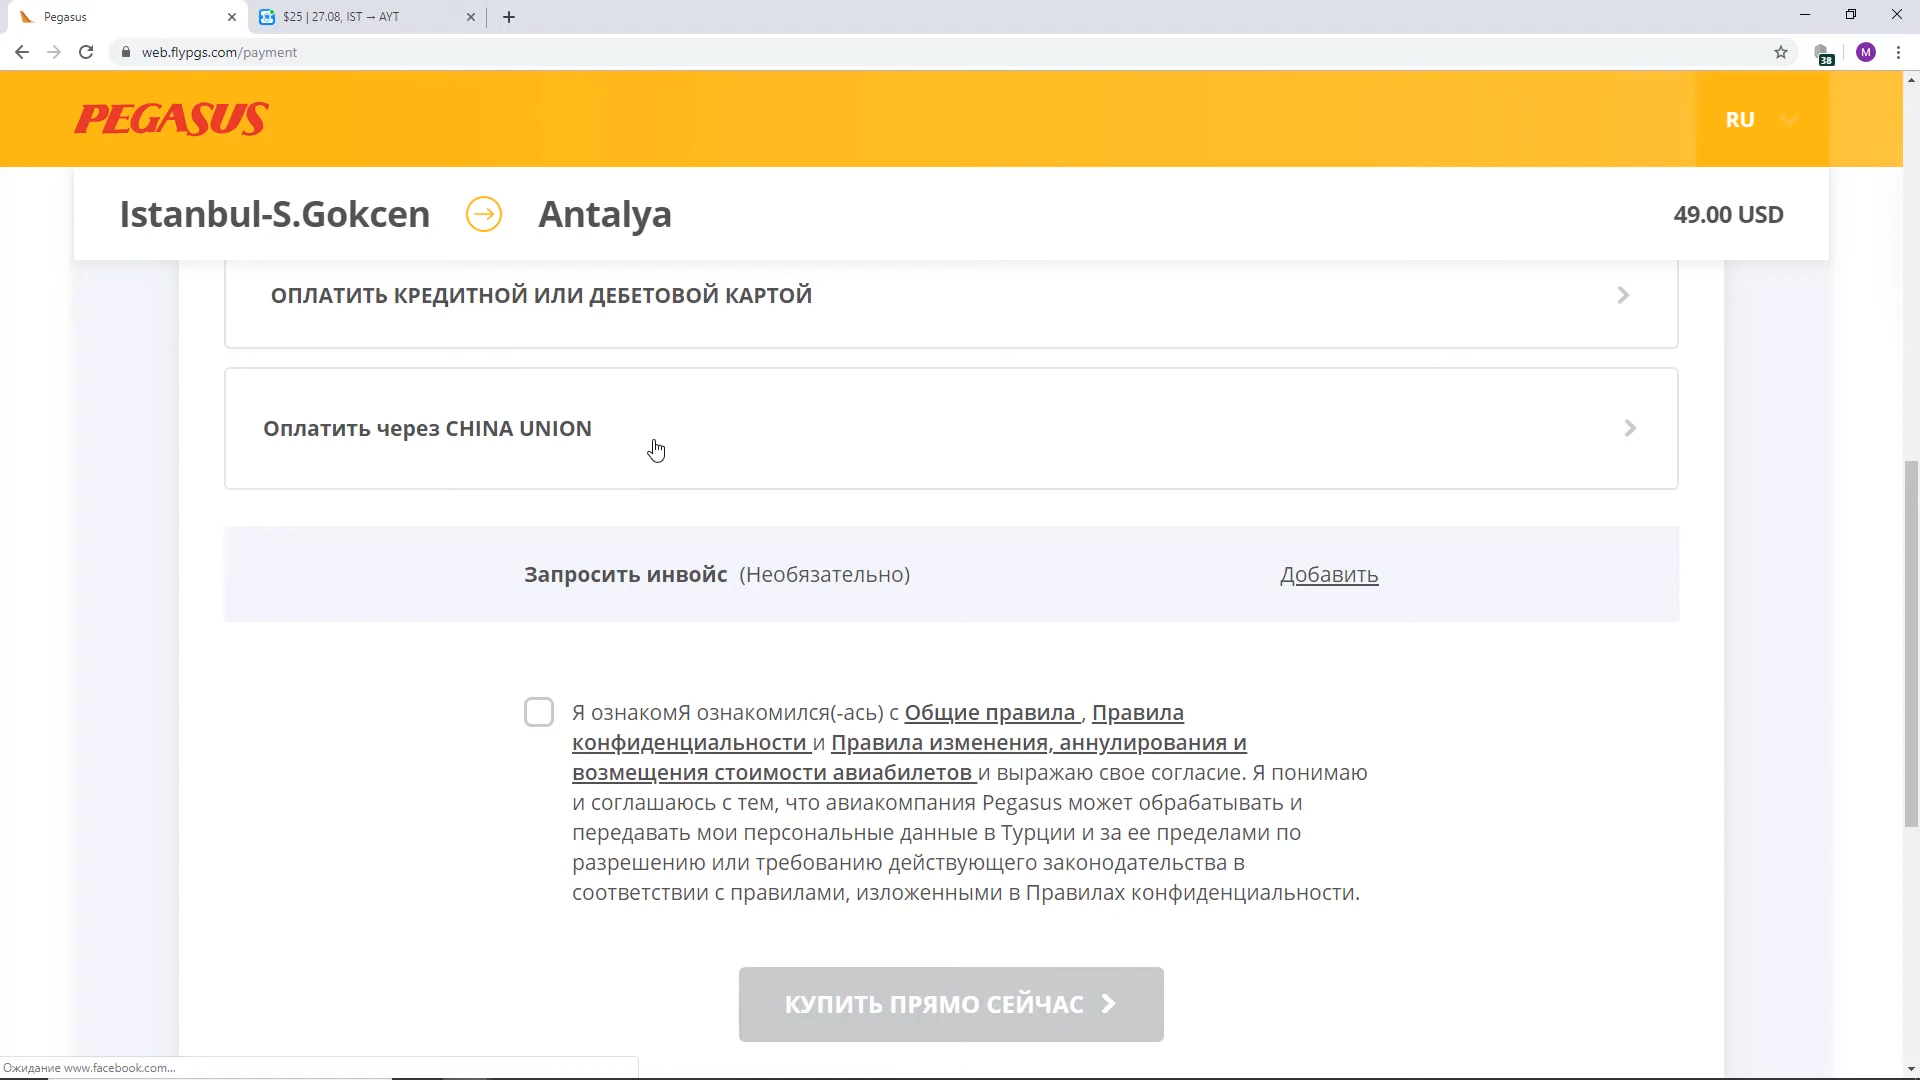 Pegasus
$25 | 27.08, IST → AYT
web.flypgs.com/payment
38
M
PEGASUS
RU
Istanbul-S.Gokcen
Antalya
49.00 USD
ОПЛАТИТЬ КРЕДИТНОЙ ИЛИ ДЕБЕТОВОЙ КАРТОЙ
Оплатить через CHINA UNION
Запросить инвойс (Необязательно)
Добавить
Я ознакомЯ ознакомился(-ась) с Общие правила , Правила
конфиденциальности и Правила изменения, аннулирования и
возмещения стоимости авиабилетов и выражаю свое согласие. Я понимаю
и соглашаюсь с тем, что авиакомпания Pegasus может обрабатывать и
передавать мои персональные данные в Турции и за ее пределами по
разрешению или требованию действующего законодательства в
соответствии с правилами, изложенными в Правилах конфиденциальности.
КУПИТЬ ПРЯМО СЕЙЧАС
Ожидание www.facebook.com...